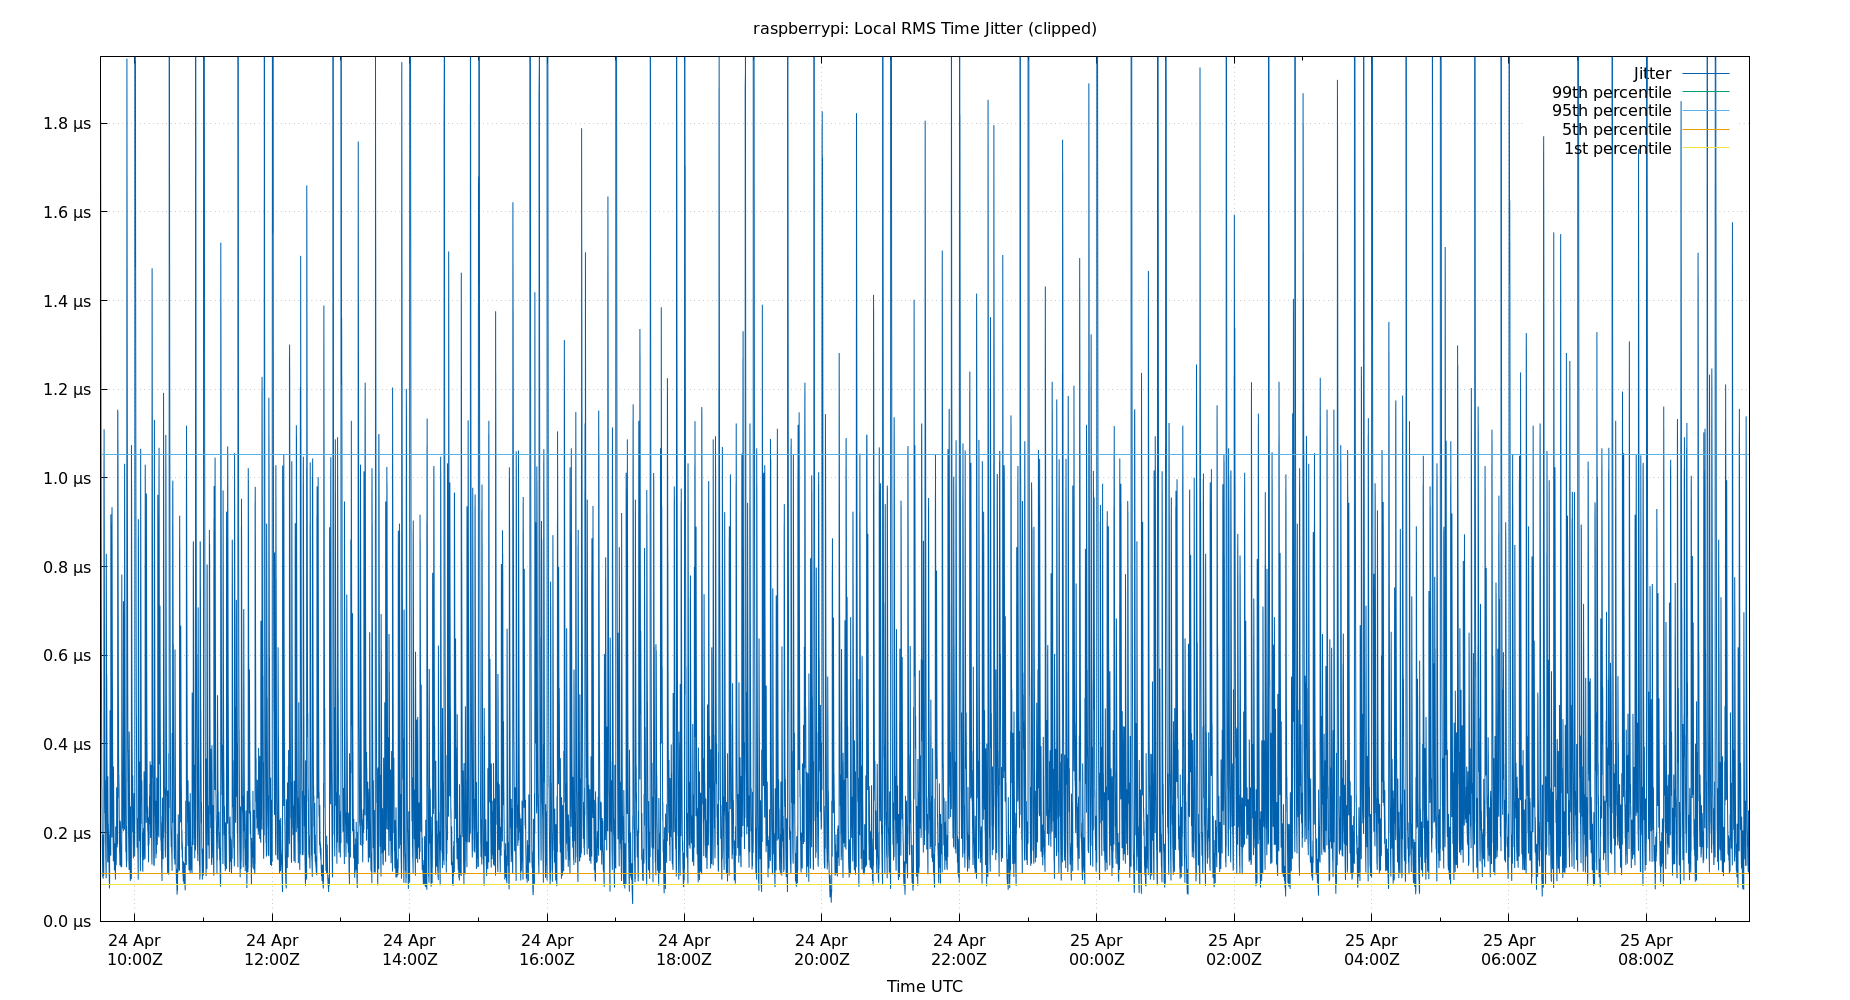 raspberrypi: Local RMS Time Jitter (clipped)
Jitter
99th percentile
95th percentile
5th percentile
1st percentile
1.8 µs
1.6 µs
1.4 µs
1.2 µs
1.0 µs
0.8 µs
0.6 µs
0.4 µs
0.2 µs
0.0 µs
24 Apr 24 Apr 24 Apr 24 Apr 24 Apr 24 Apr 24 Apr 25 Apr 25 Apr 25 Apr 25 Apr 25 Apr
10:00Z 12:00Z 14:00Z 16:00Z 18:00Z 20:00Z 22:00Z 00:00Z 02:00Z 04:00Z 06:00Z 08:00Z
Time UTC